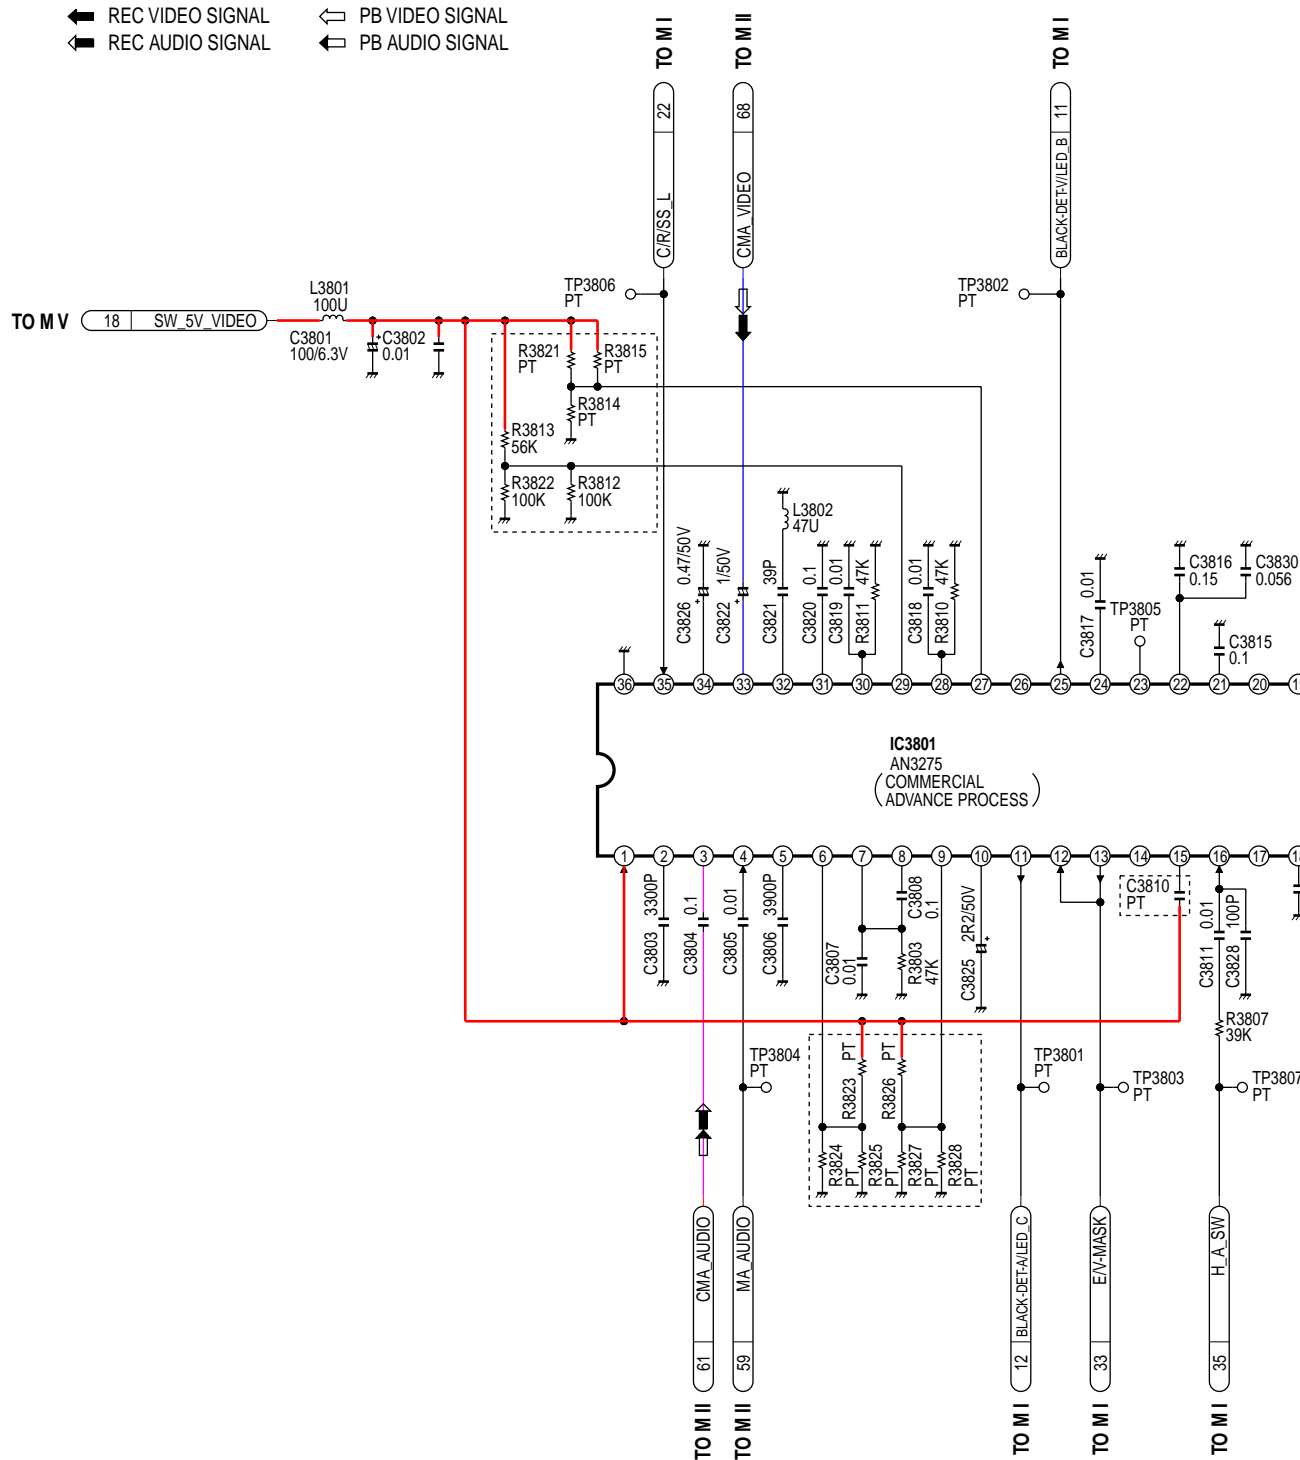 REC VIDEO SIGNAL
PB VIDEO SIGNAL
REC AUDIO SIGNAL
PB AUDIO SIGNAL
TO M I
TO M II
TO M I
22
C/R/SS_L
68
CMA_VIDEO
11
BLACK-DET-V/LED_B
TP3806
PT
TP3802
PT
TO M V
18
SW_5V_VIDEO
L3801
100U
C3801
100/6.3V
C3802
0.01
R3821
PT
R3815
PT
R3814
PT
R3813
56K
R3822
100K
R3812
100K
C3826
0.47/50V
C3822
1/50V
L3802
47U
C3821
39P
C3820
0.1
C3819
0.01
R3811
47K
C3818
0.01
R3810
47K
C3817
0.01
TP3805
PT
C3816
0.15
C3830
0.056
C3815
0.1
36 35 34 33 32 31 30 29 28 27 26 25 24 23 22 21 20
IC3801
AN3275
(COMMERCIAL
ADVANCE PROCESS)
1 2 3 4 5 6 7 8 9 10 11 12 13 14 15 16 17
C3803
3300P
C3804
0.1
C3805
0.01
C3806
3900P
C3807
0.01
C3808
0.1
R3803
47K
C3825
2R2/50V
C3810
PT
C3811
0.01
C3828
100P
R3807
39K
TP3804
PT
R3823
PT
R3826
PT
R3824
PT
R3825
PT
R3827
PT
R3828
PT
TP3801
PT
TP3803
PT
TP3807
PT
CMA_AUDIO
61
MA_AUDIO
59
BLACK-DET-A/LED_C
12
E/V-MASK
33
H_A_SW
35
TO M II
TO M II
TO M I
TO M I
TO M I